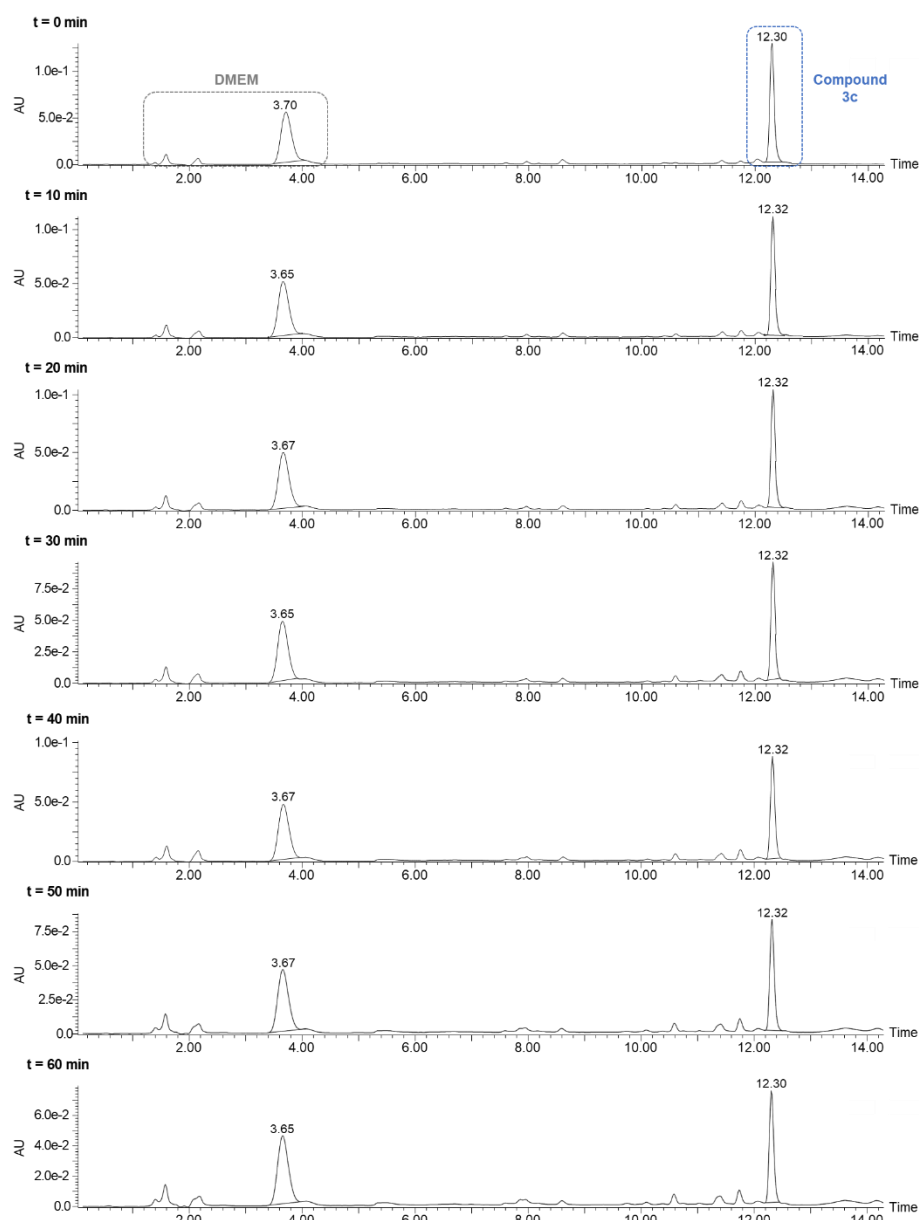 t = 0 min
12.30
1.0e-1
DMEM
Compound
3c
3.70
AU
5.0e-2
0.0
Time
2.00 4.00 6.00 8.00 10.00 12.00 14.00
t = 10 min
12.32
1.0e-1
3.65
AU
5.0e-2
0.0
Time
2.00 4.00 6.00 8.00 10.00 12.00 14.00
t = 20 min
12.32
1.0e-1
3.67
AU
5.0e-2
0.0
Time
2.00 4.00 6.00 8.00 10.00 12.00 14.00
t = 30 min
12.32
7.5e-2
3.65
AU
5.0e-2
2.5e-2
0.0
Time
2.00 4.00 6.00 8.00 10.00 12.00 14.00
t = 40 min
12.32
1.0e-1
3.67
AU
5.0e-2
0.0
Time
2.00 4.00 6.00 8.00 10.00 12.00 14.00
t = 50 min
12.32
7.5e-2
3.67
AU
5.0e-2
2.5e-2
0.0
Time
2.00 4.00 6.00 8.00 10.00 12.00 14.00
t = 60 min
12.30
6.0e-2
3.65
AU
4.0e-2
2.0e-2
0.0
Time
2.00 4.00 6.00 8.00 10.00 12.00 14.00